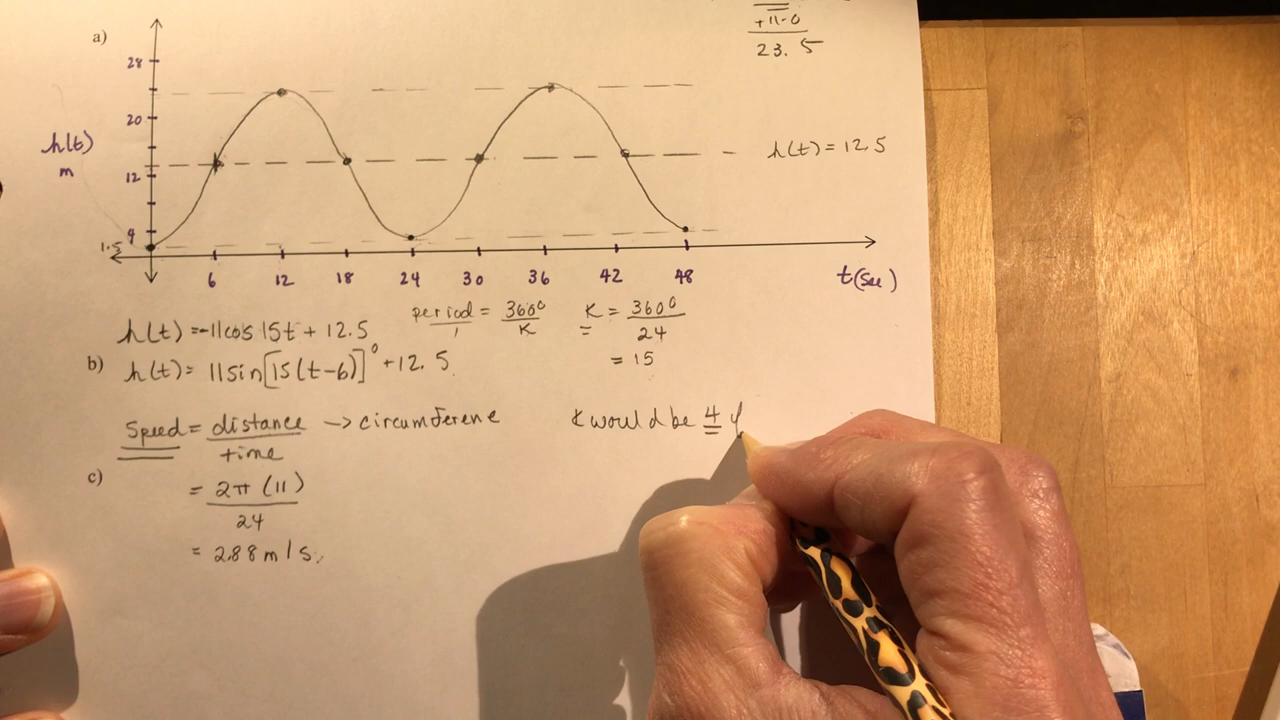 +11.0
23.5
a)
28
20
h(t)
m
h(t) = 12.5
12
4
1.5
6 12 18 24 30 36 42 48 t(sec)
h(t) = -11cos 15t + 12.5
period = 360° / K
K = 360° / 24
= 15
b) h(t) = 11sin[15(t-6)]° + 12.5
Speed = distance / time → circumference
would be 4
c)
= 2π(11) / 24
= 2.88 m/s.